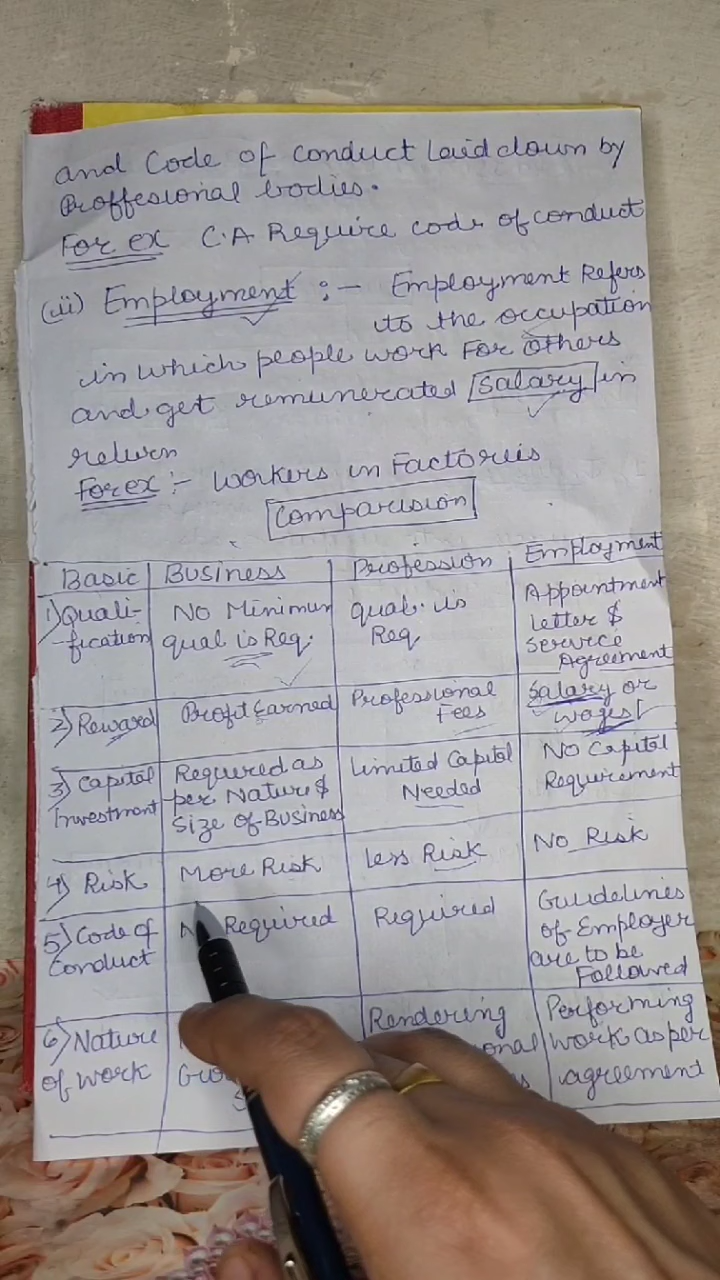 and Code of conduct laid down by
Proffesional bodies.
For ex C.A Require code of conduct
(iii) Employment :- Employment Refers
to the occupation
in which people work For others
and get remunerated salary in
return
For ex :- workers in Factories
Comparision
Basic | Business | Profession | Employment
1) Quali-
fication
No Minimum
qual is Req.
qual. is
Req
Appointment
letter &
Service
Agreement
2) Reward
Profit Earned
Professional
Fees
Salary or
wages
3) Capital
Investment
Required as
per Nature &
Size of Business
limited Capital
Needed
No Capital
Requirement
4) Risk
More Risk
less Risk
No Risk
5) Code of
Conduct
Required
Required
Guidelines
of Employer
are to be
Followed
6) Nature
of work
Rendering
Performing
work as per
agreement